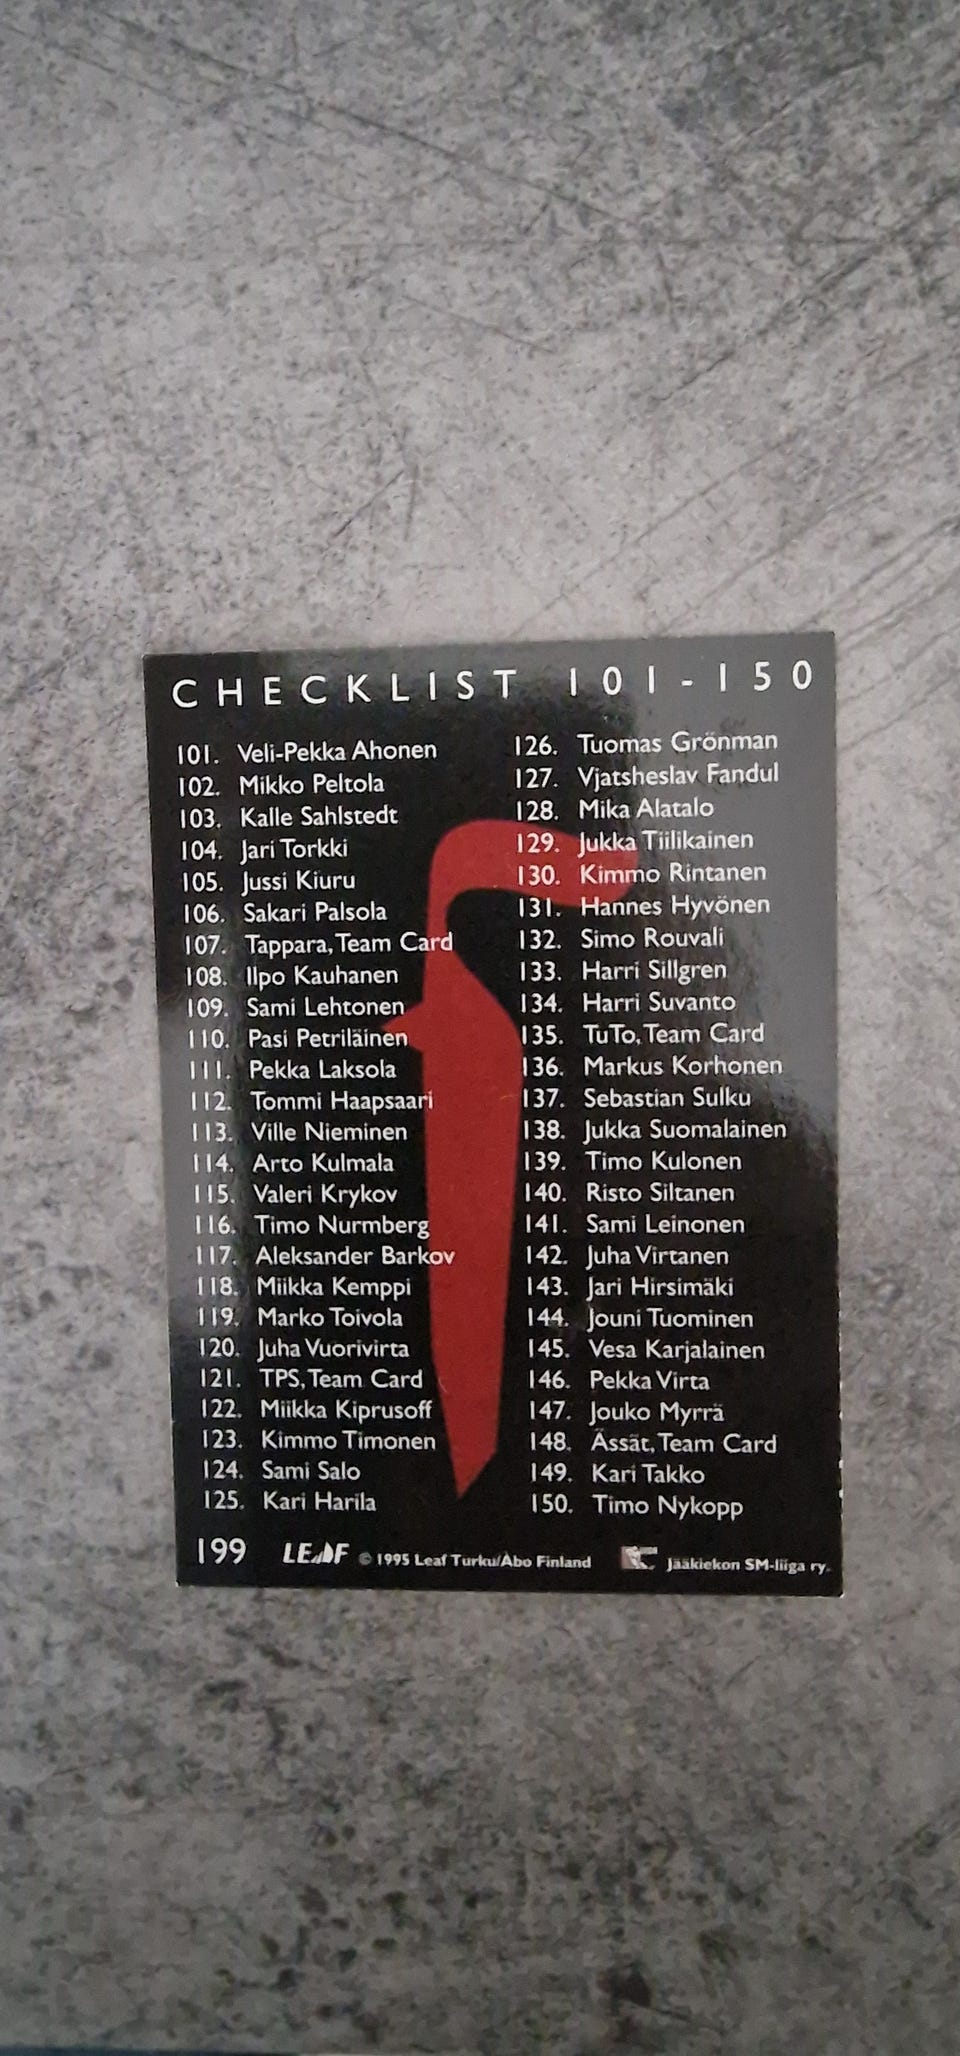 CHECKLIST 101-150
101. Veli-Pekka Ahonen
102. Mikko Peltola
103. Kalle Sahlstedt
104. Jari Torkki
105. Jussi Kiuru
106. Sakari Palsola
107. Tappara, Team Card
108. Ilpo Kauhanen
109. Sami Lehtonen
110. Pasi Petriläinen
111. Pekka Laksola
112. Tommi Haapsaari
113. Ville Nieminen
114. Arto Kulmala
115. Valeri Krykov
116. Timo Nurmberg
117. Aleksander Barkov
118. Miikka Kemppi
119. Marko Toivola
120. Juha Vuorivirta
121. TPS, Team Card
122. Miikka Kiprusoff
123. Kimmo Timonen
124. Sami Salo
125. Kari Harila
126. Tuomas Grönman
127. Vjatsheslav Fandul
128. Mika Alatalo
129. Jukka Tiilikainen
130. Kimmo Rintanen
131. Hannes Hyvönen
132. Simo Rouvali
133. Harri Sillgren
134. Harri Suvanto
135. TuTo, Team Card
136. Markus Korhonen
137. Sebastian Sulku
138. Jukka Suomalainen
139. Timo Kulonen
140. Risto Siltanen
141. Sami Leinonen
142. Juha Virtanen
143. Jari Hirsimäki
144. Jouni Tuominen
145. Vesa Karjalainen
146. Pekka Virta
147. Jouko Myrrä
148. Ässät, Team Card
149. Kari Takko
150. Timo Nykopp
199 LEAF © 1995 Leaf Turku/Åbo Finland Jääkiekon SM-liiga ry.